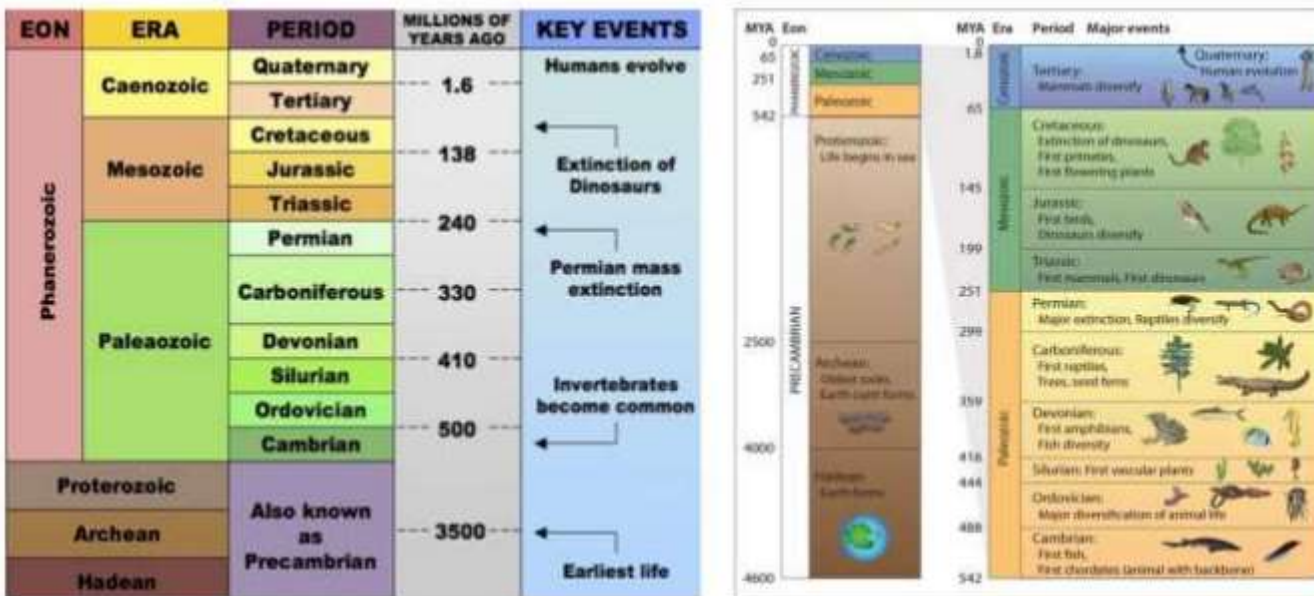 EON
ERA
PERIOD
MILLIONS OF
YEARS AGO
KEY EVENTS
Phanerozoic
Caenozoic
Quaternary
Tertiary
1.6
Humans evolve
Mesozoic
Cretaceous
Jurassic
Triassic
138
Extinction of
Dinosaurs
240
Paleaozoic
Permian
Carboniferous
Devonian
Silurian
Ordovician
Cambrian
330
410
500
Permian mass
extinction
Invertebrates
become common
Proterozoic
Archean
Hadean
Also known
as
Precambrian
3500
Earliest life
MYA Eon
0
65
251
542
2500
4000
4600
PHANEROZOIC
Cenozoic
Mesozoic
Paleozoic
PRECAMBRIAN
Proterozoic:
Life begins in sea
Archean:
Oldest rocks,
Earth crust forms
Hadean:
Earth forms
MYA Era Period Major events
0
1.8
65
145
199
251
299
359
416
444
488
542
Cenozoic
Quaternary:
Human evolution
Tertiary:
Mammals diversify
Mesozoic
Cretaceous:
Extinction of dinosaurs,
First primates,
First flowering plants
Jurassic:
First birds,
Dinosaurs diversify
Triassic:
First mammals, First dinosaurs
Paleozoic
Permian:
Major extinction, Reptiles diversify
Carboniferous:
First reptiles,
Trees, seed ferns
Devonian:
First amphibians,
Fish diversity
Silurian: First vascular plants
Ordovician:
Major diversification of animal life
Cambrian:
First fish,
First chordates (animal with backbone)